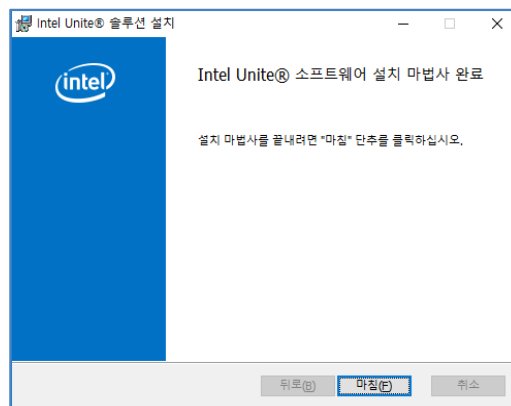 Intel Unite® 솔루션 설치
intel
Intel Unite® 소프트웨어 설치 마법사 완료
설치 마법사를 끝내려면 "마침" 단추를 클릭하십시오.
뒤로(B) 마침(F) 취소